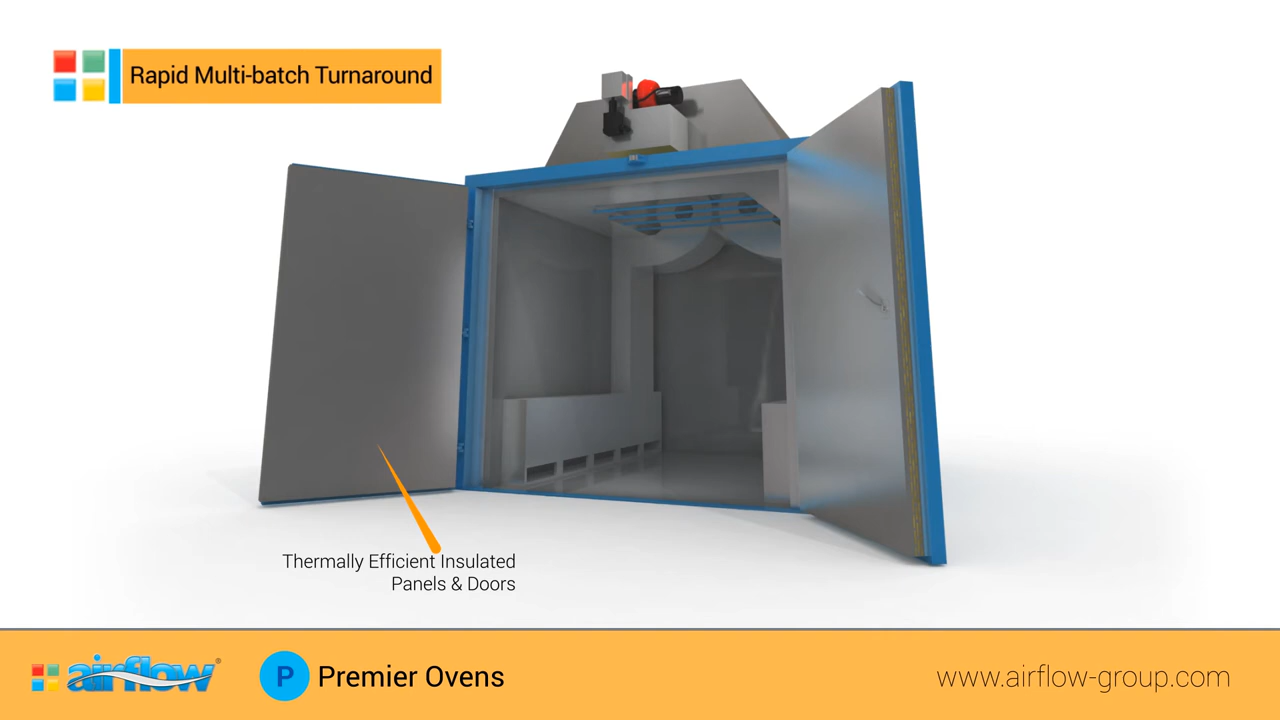 Rapid Multi-batch Turnaround
Thermally Efficient Insulated
Panels & Doors
airflow®
P
Premier Ovens
www.airflow-group.com